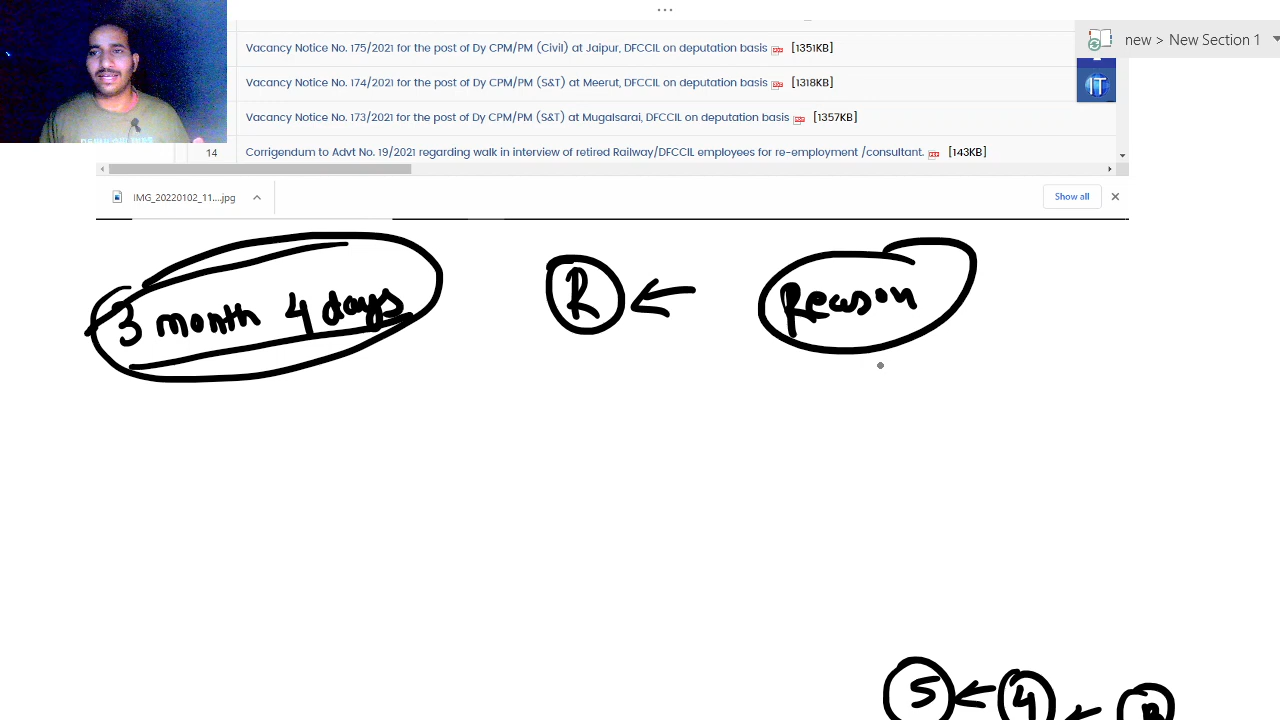 ...
new > New Section 1
Vacancy Notice No. 175/2021 for the post of Dy CPM/PM (Civil) at Jaipur, DFCCIL on deputation basis [1351KB]
IT
Vacancy Notice No. 174/2021 for the post of Dy CPM/PM (S&T) at Meerut, DFCCIL on deputation basis [1318KB]
Vacancy Notice No. 173/2021 for the post of Dy CPM/PM (S&T) at Mugalsarai, DFCCIL on deputation basis [1357KB]
14 Corrigendum to Advt No. 19/2021 regarding walk in interview of retired Railway/DFCCIL employees for re-employment /consultant. [143KB]
IMG_20220102_11....jpg
Show all
3 month 4 days R ← Reason
5 ← 4 ←